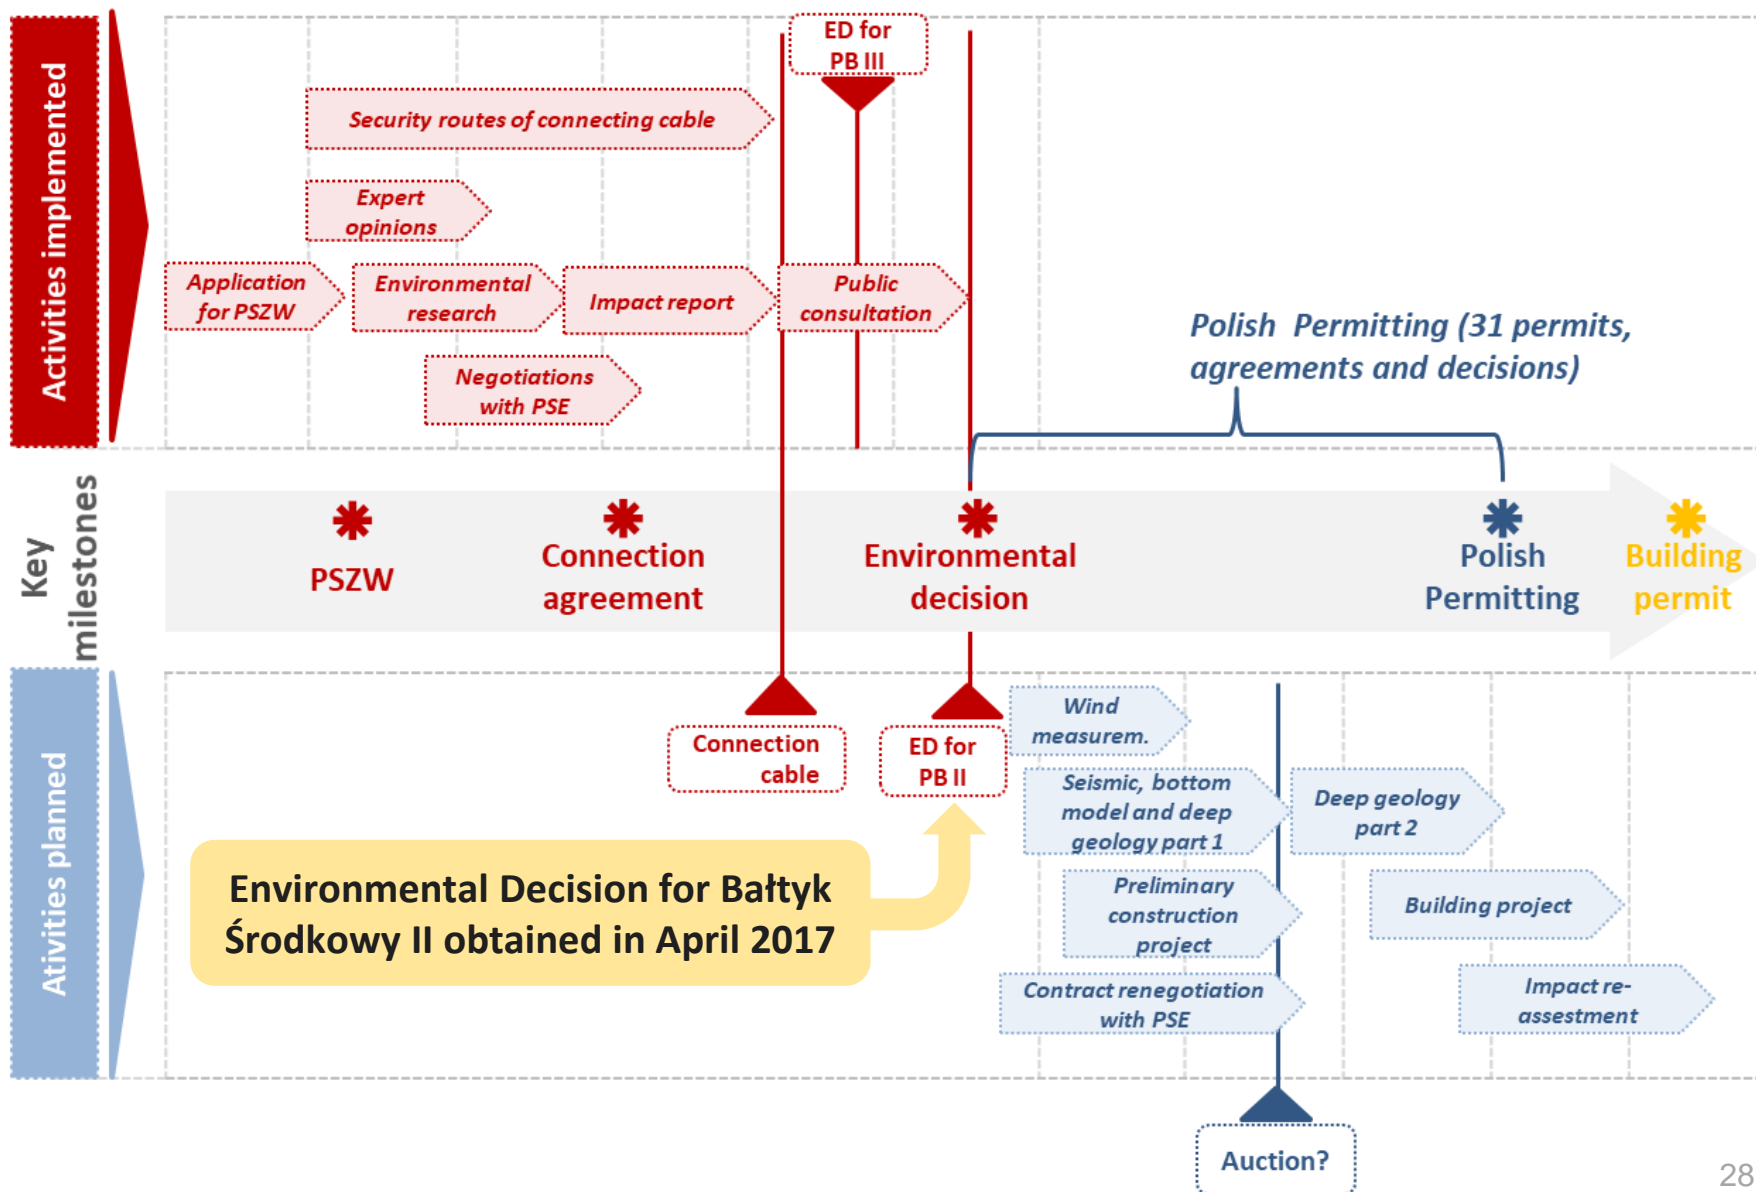 Activities implemented
ED for
PB III
Security routes of connecting cable
Expert
opinions
Application
for PSZW
Environmental
research
Impact report
Public
consultation
Negotiations
with PSE
Polish Permitting (31 permits,
agreements and decisions)
Key
milestones
PSZW
Connection
agreement
Environmental
decision
Polish
Permitting
Building
permit
Ativities planned
Connection
cable
ED for
PB II
Wind
measurem.
Seismic, bottom
model and deep
geology part 1
Deep geology
part 2
Preliminary
construction
project
Building project
Contract renegotiation
with PSE
Impact re-
assestment
Environmental Decision for Bałtyk
Środkowy II obtained in April 2017
Auction?
28